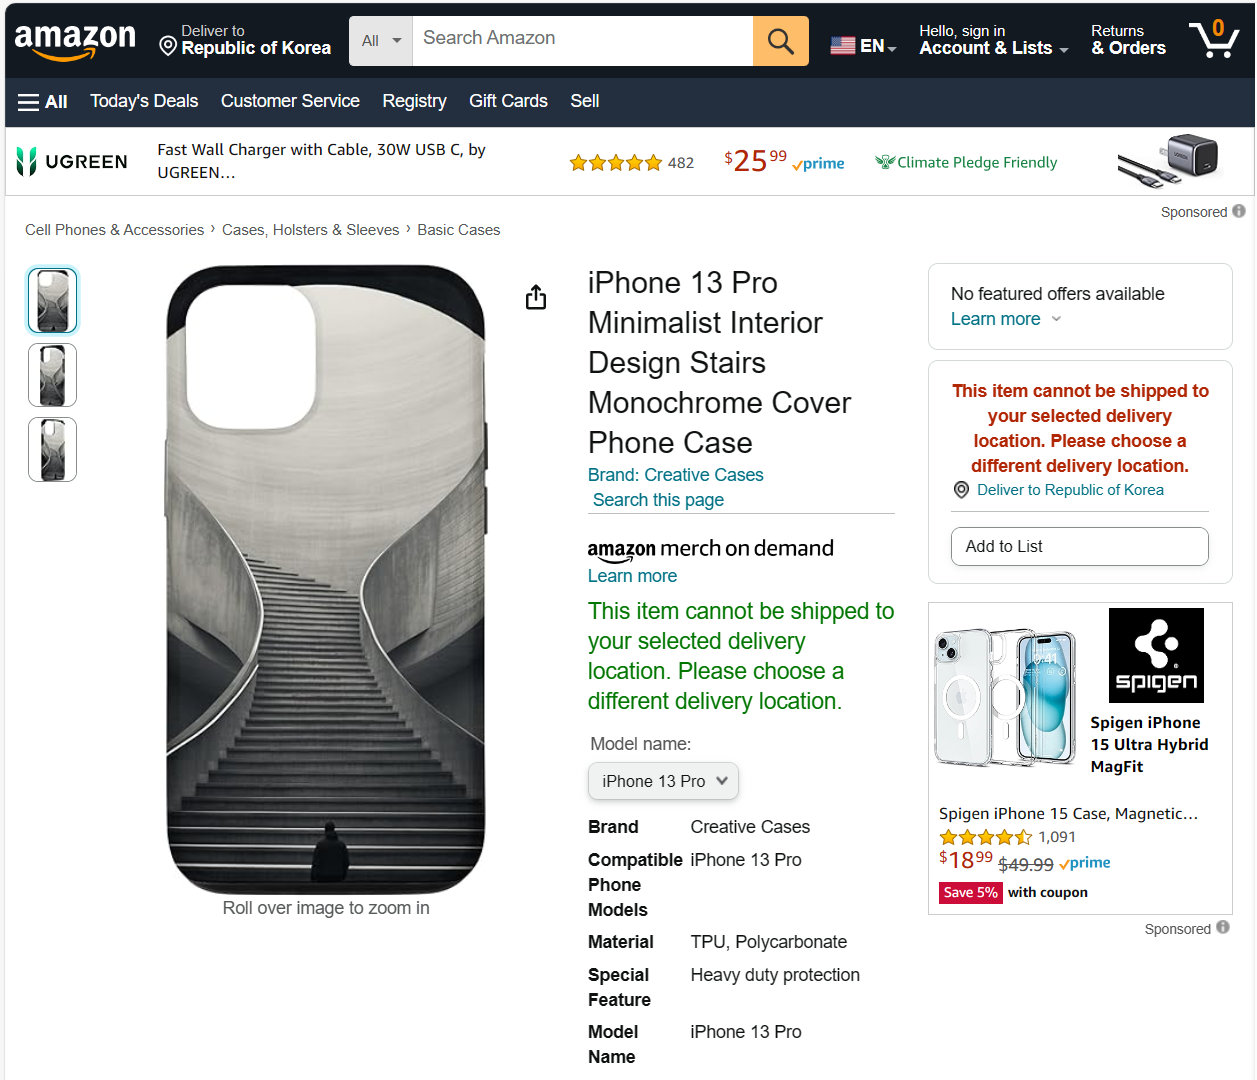 amazon
Deliver to
Republic of Korea
All
Search Amazon
EN
Hello, sign in
Account & Lists
Returns
& Orders
0
All
Today's Deals
Customer Service
Registry
Gift Cards
Sell
UGREEN
Fast Wall Charger with Cable, 30W USB C, by
UGREEN…
482
$25 99
prime
Climate Pledge Friendly
Sponsored
Cell Phones & Accessories › Cases, Holsters & Sleeves › Basic Cases
Roll over image to zoom in
iPhone 13 Pro
Minimalist Interior
Design Stairs
Monochrome Cover
Phone Case
Brand: Creative Cases
Search this page
amazon merch on demand
Learn more
This item cannot be shipped to
your selected delivery
location. Please choose a
different delivery location.
Model name:
iPhone 13 Pro
Brand Creative Cases
Compatible iPhone 13 Pro
Phone
Models
Material TPU, Polycarbonate
Special Heavy duty protection
Feature
Model iPhone 13 Pro
Name
No featured offers available
Learn more
This item cannot be shipped to
your selected delivery
location. Please choose a
different delivery location.
Deliver to Republic of Korea
Add to List
9:41
spigen
Spigen iPhone
15 Ultra Hybrid
MagFit
Spigen iPhone 15 Case, Magnetic…
1,091
$18 99 $49.99 prime
Save 5% with coupon
Sponsored